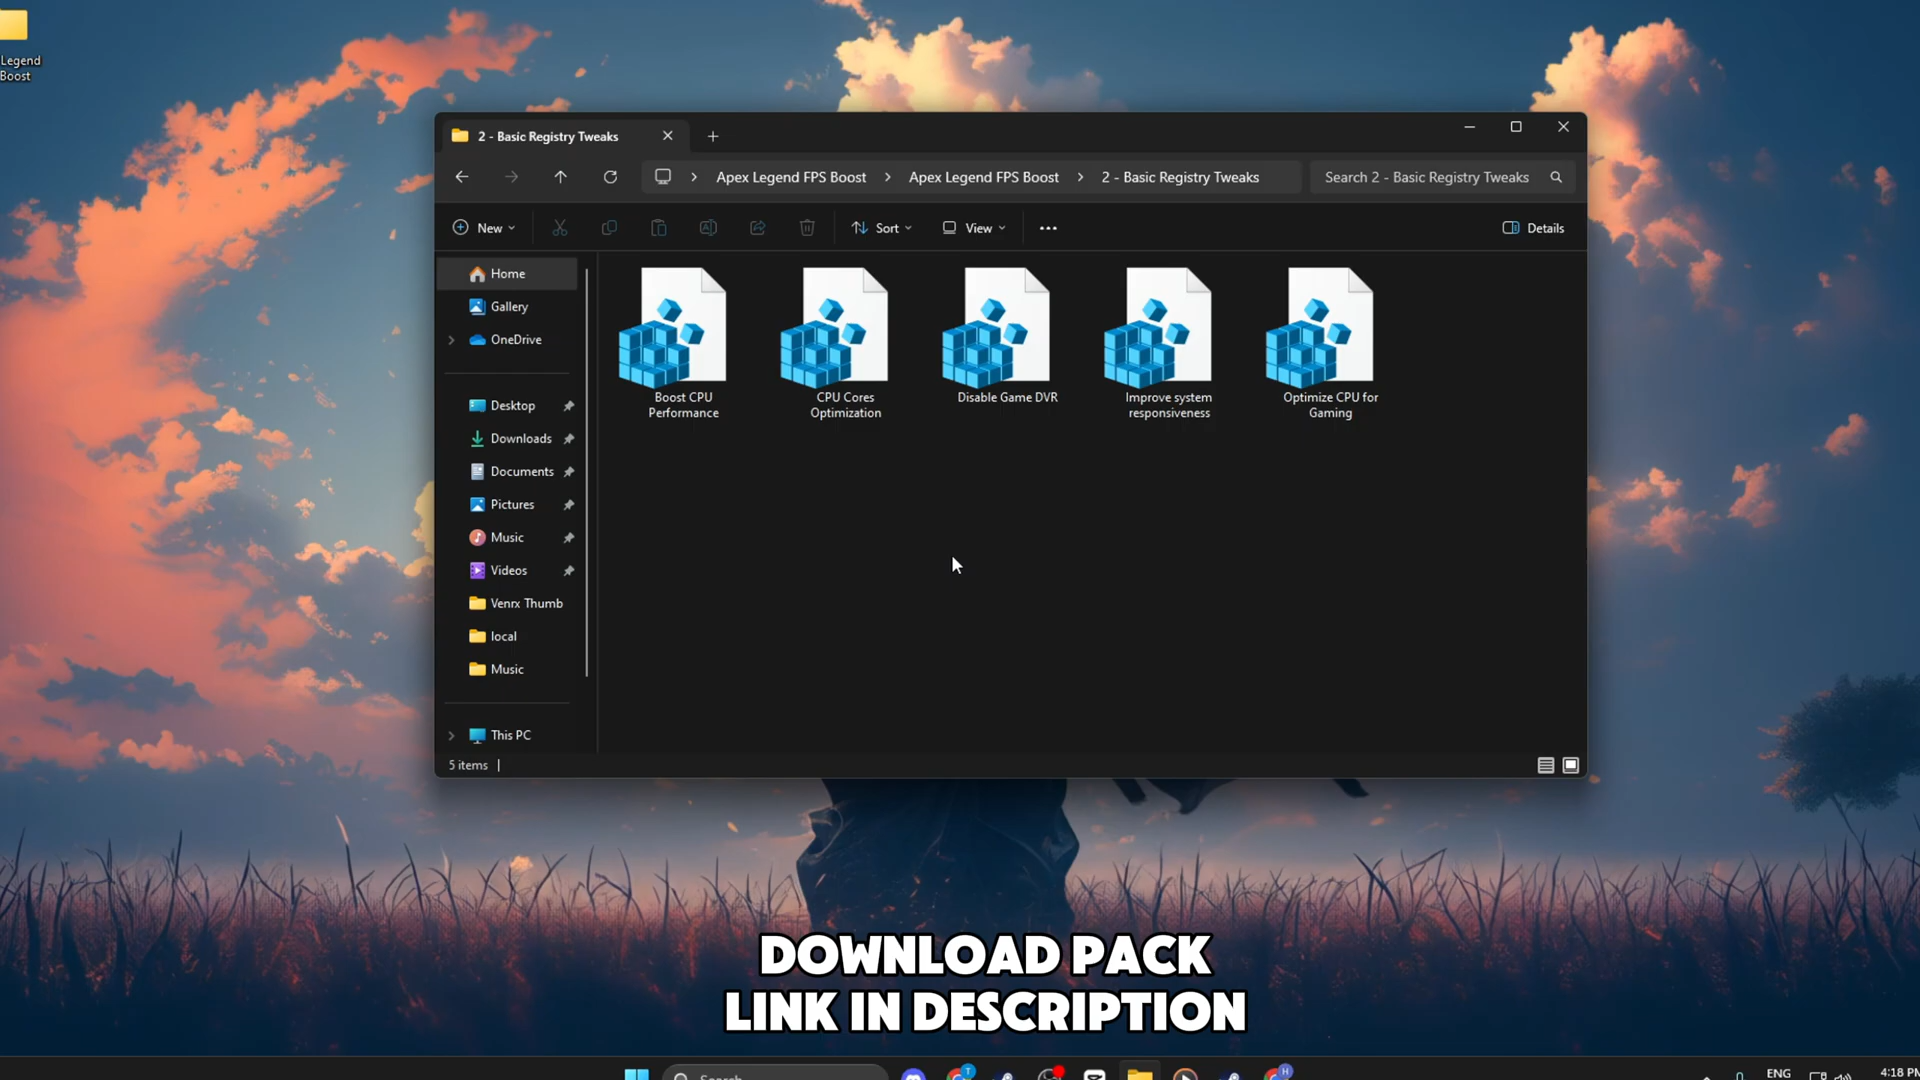 Legend
Boost
2 - Basic Registry Tweaks
Apex Legend FPS Boost
Apex Legend FPS Boost
2 - Basic Registry Tweaks
Search 2 - Basic Registry Tweaks
New
Sort
View
Details
Home
Gallery
OneDrive
Desktop
Downloads
Documents
Pictures
Music
Videos
Venrx Thumb
local
Music
This PC
Boost CPU
Performance
CPU Cores
Optimization
Disable Game DVR
Improve system
responsiveness
Optimize CPU for
Gaming
5 items
DOWNLOAD PACK
LINK IN DESCRIPTION
Search
T
H
ENG
4:18 PM